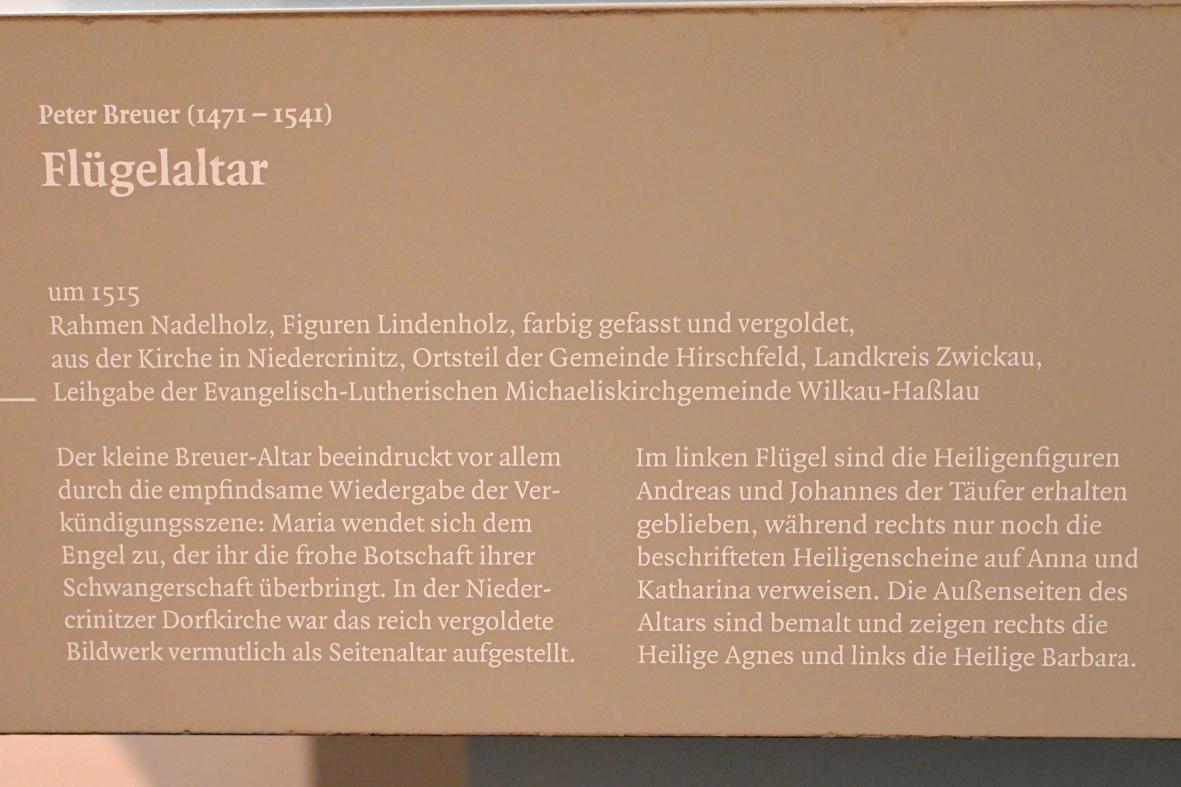 Peter Breuer (1471 – 1541)
Flügelaltar
um 1515
Rahmen Nadelholz, Figuren Lindenholz, farbig gefasst und vergoldet,
aus der Kirche in Niedercrinitz, Ortsteil der Gemeinde Hirschfeld, Landkreis Zwickau,
Leihgabe der Evangelisch-Lutherischen Michaeliskirchgemeinde Wilkau-Haßlau
Der kleine Breuer-Altar beeindruckt vor allem
durch die empfindsame Wiedergabe der Ver-
kündigungsszene: Maria wendet sich dem
Engel zu, der ihr die frohe Botschaft ihrer
Schwangerschaft überbringt. In der Nieder-
crinitzer Dorfkirche war das reich vergoldete
Bildwerk vermutlich als Seitenaltar aufgestellt.
Im linken Flügel sind die Heiligenfiguren
Andreas und Johannes der Täufer erhalten
geblieben, während rechts nur noch die
beschrifteten Heiligenscheine auf Anna und
Katharina verweisen. Die Außenseiten des
Altars sind bemalt und zeigen rechts die
Heilige Agnes und links die Heilige Barbara.